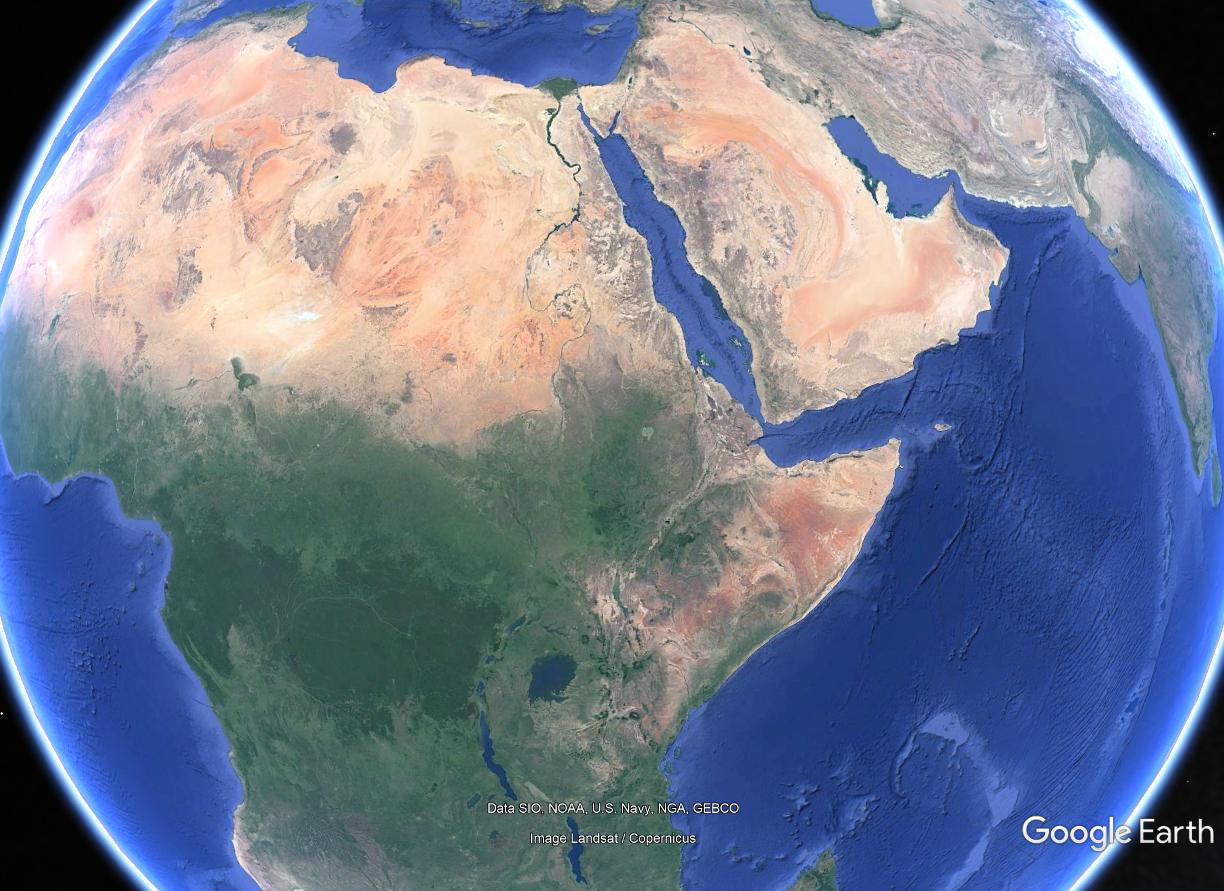 Data SIO, NOAA, U.S. Navy, NGA, GEBCO
Image Landsat / Copernicus
Google Earth